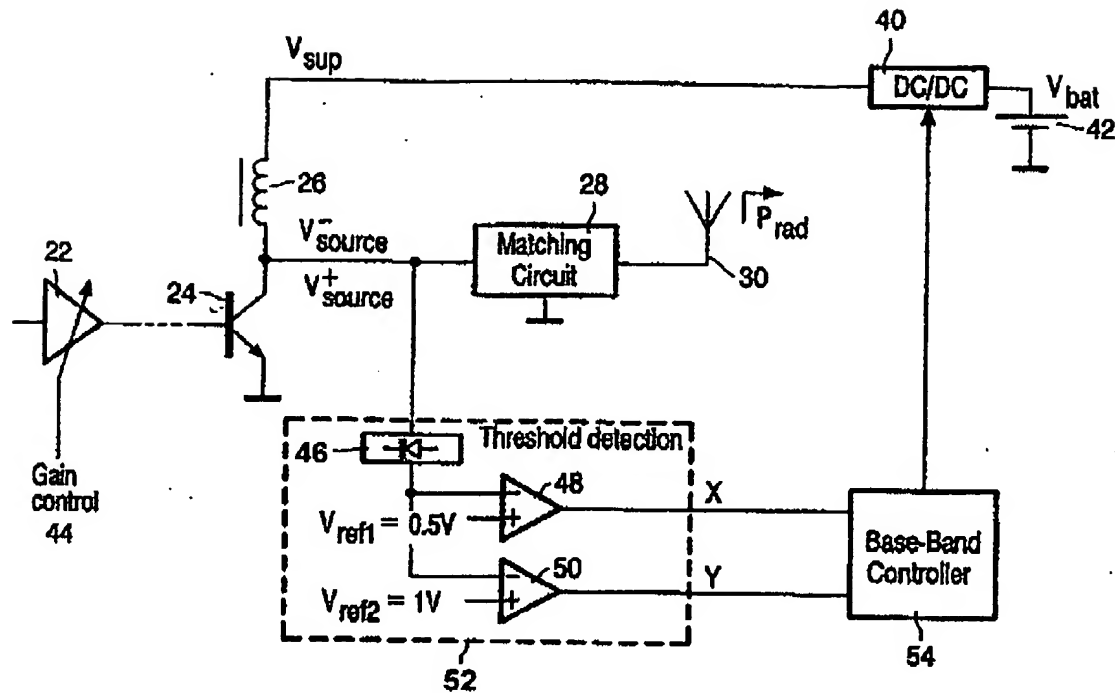 40
V_sup
DC/DC
V_bat
42
26
28
P_rad
22
V⁻_source
Matching
Circuit
24
V⁺_source
30
Threshold detection
46
Gain
control
44
48
X
V_ref1 = 0.5V
Base-Band
Controller
50
Y
V_ref2 = 1V
52
54